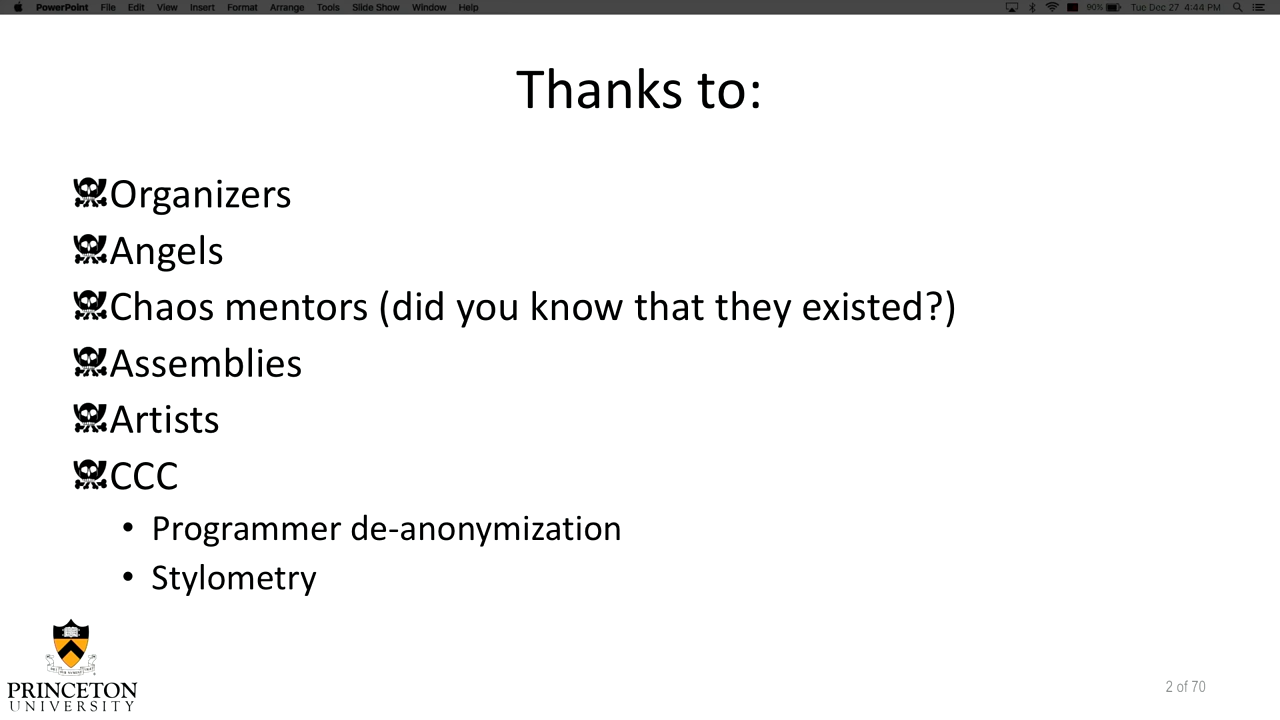 PowerPoint File Edit View Insert Format Arrange Tools Slide Show Window Help 90% Tue Dec 27 4:44 PM
Thanks to:
Organizers
Angels
Chaos mentors (did you know that they existed?)
Assemblies
Artists
CCC
• Programmer de-anonymization
• Stylometry
PRINCETON
UNIVERSITY
2 of 70